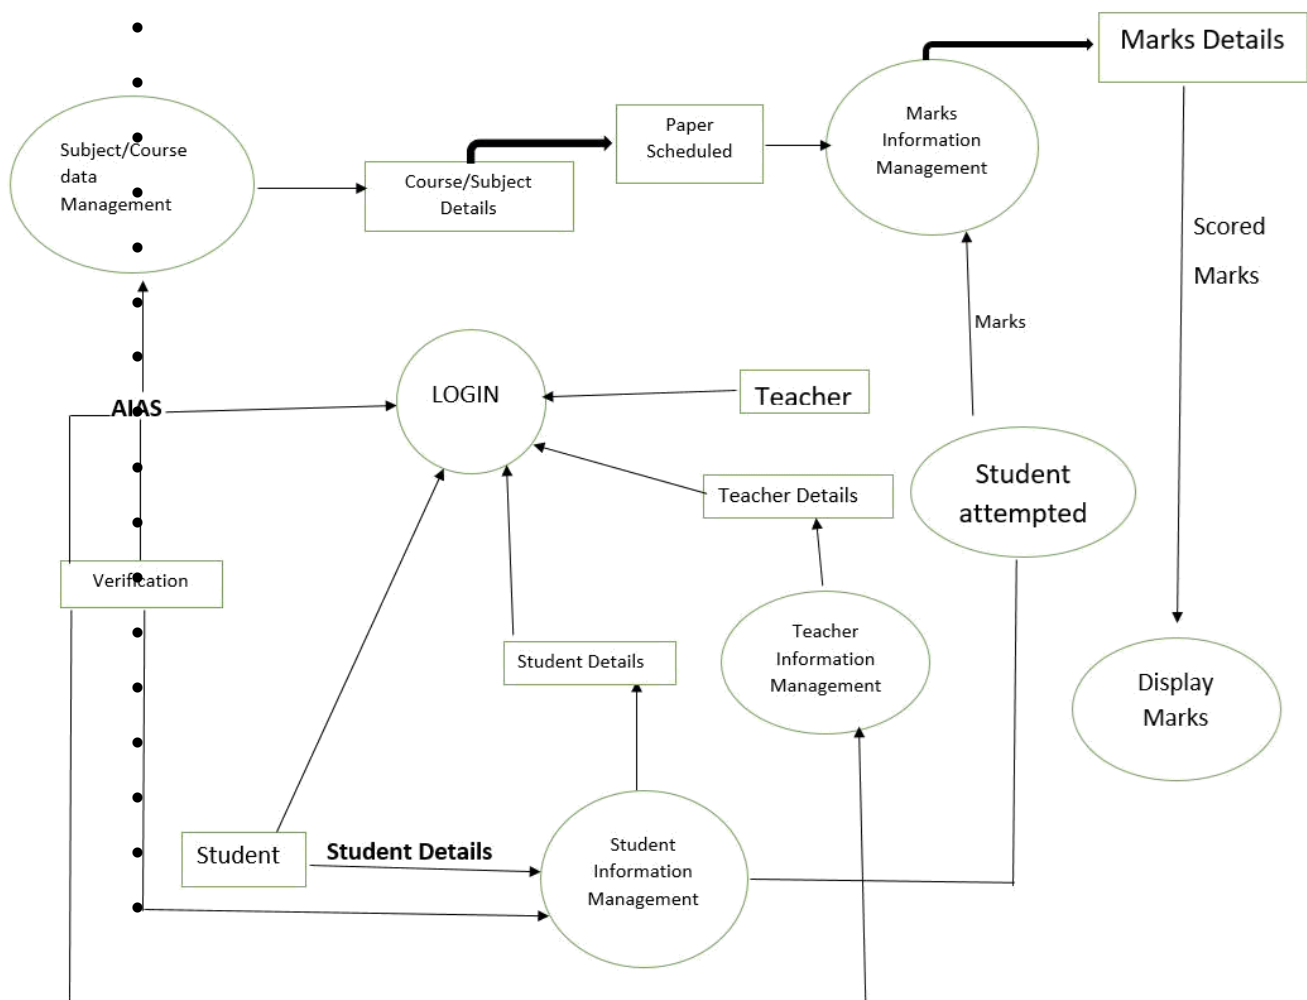 Marks Details
Subject/Course
data
Management
Course/Subject
Details
Paper
Scheduled
Marks
Information
Management
Scored
Marks
Marks
LOGIN
Teacher
AIAS
Student
attempted
Teacher Details
Verification
Teacher
Information
Management
Student Details
Display
Marks
Student
Student Details
Student
Information
Management